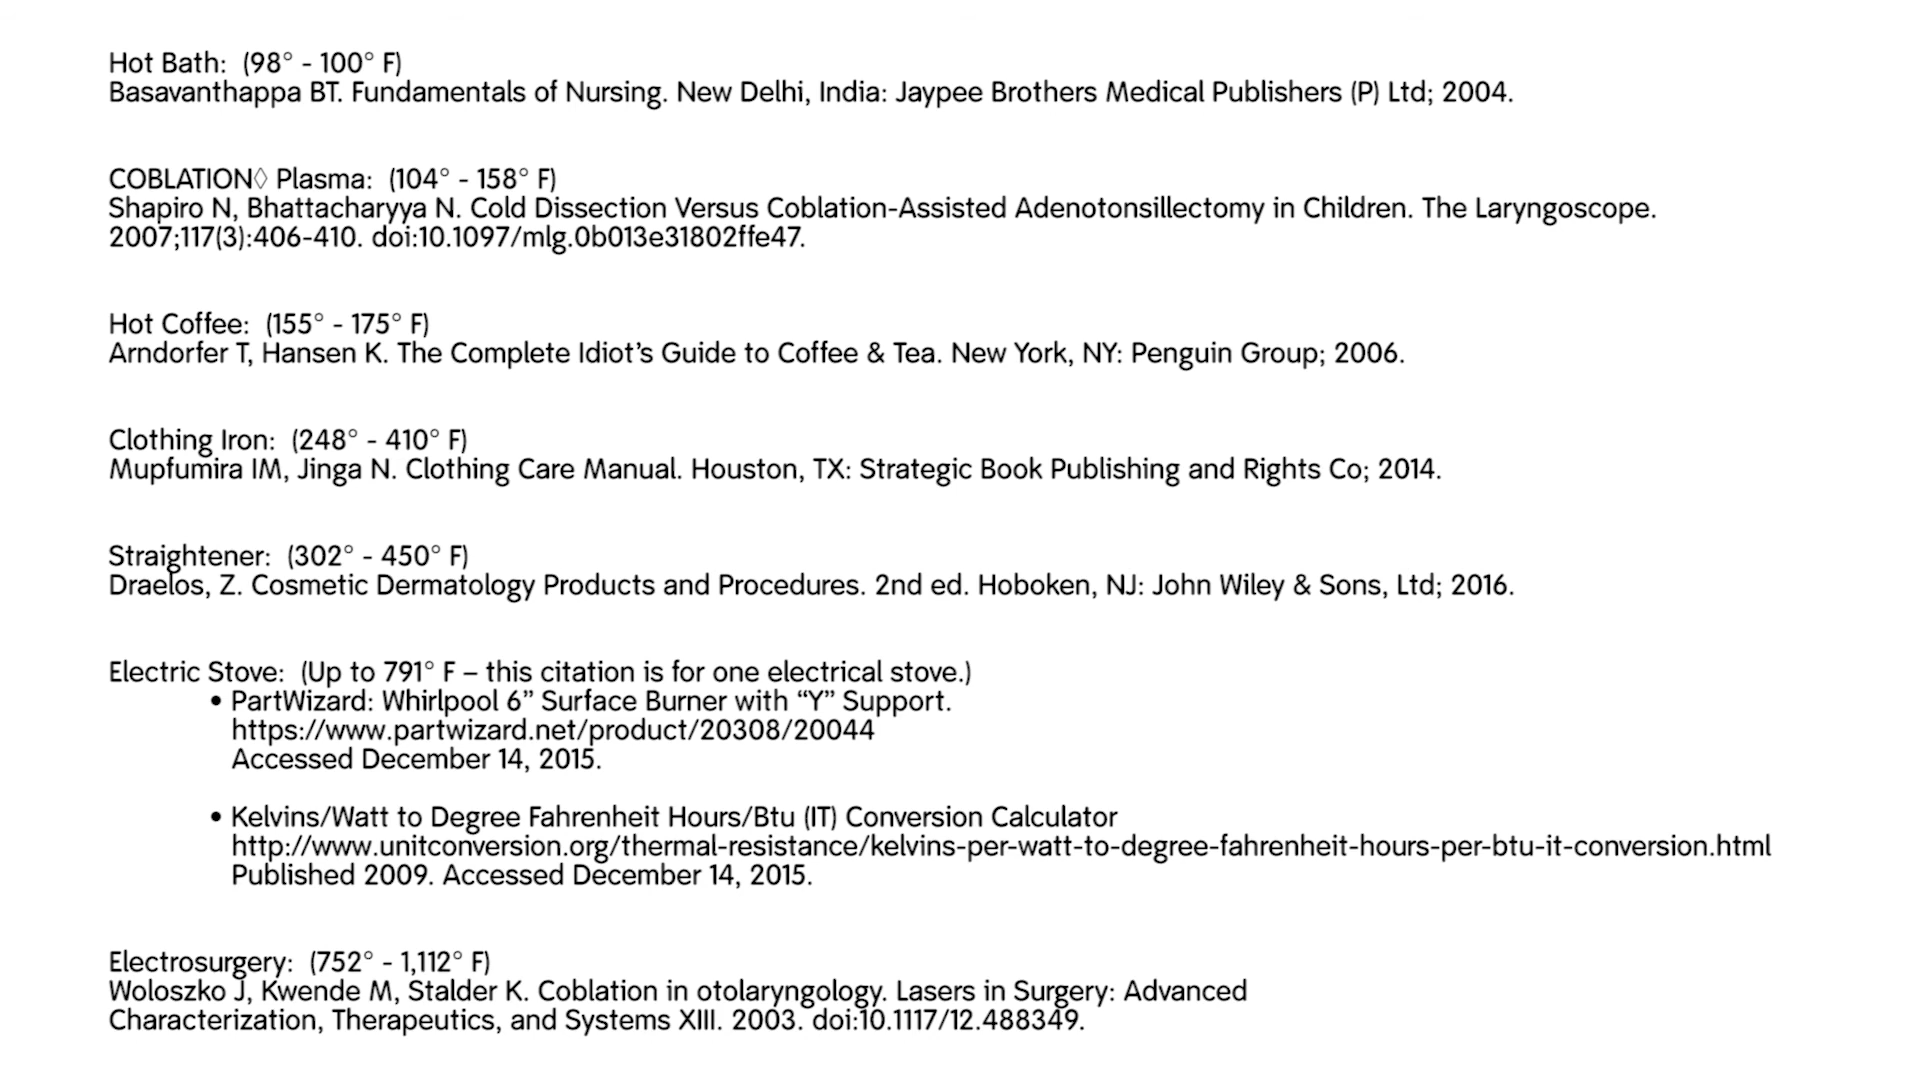 Hot Bath:  (98° - 100° F)
Basavanthappa BT. Fundamentals of Nursing. New Delhi, India: Jaypee Brothers Medical Publishers (P) Ltd; 2004.
COBLATION◊ Plasma:  (104° - 158° F)
Shapiro N, Bhattacharyya N. Cold Dissection Versus Coblation-Assisted Adenotonsillectomy in Children. The Laryngoscope.
2007;117(3):406-410. doi:10.1097/mlg.0b013e31802ffe47.
Hot Coffee:  (155° - 175° F)
Arndorfer T, Hansen K. The Complete Idiot’s Guide to Coffee & Tea. New York, NY: Penguin Group; 2006.
Clothing Iron:  (248° - 410° F)
Mupfumira IM, Jinga N. Clothing Care Manual. Houston, TX: Strategic Book Publishing and Rights Co; 2014.
Straightener:  (302° - 450° F)
Draelos, Z. Cosmetic Dermatology Products and Procedures. 2nd ed. Hoboken, NJ: John Wiley & Sons, Ltd; 2016.
Electric Stove:  (Up to 791° F – this citation is for one electrical stove.)
• PartWizard: Whirlpool 6” Surface Burner with “Y” Support.
https://www.partwizard.net/product/20308/20044
Accessed December 14, 2015.
• Kelvins/Watt to Degree Fahrenheit Hours/Btu (IT) Conversion Calculator
http://www.unitconversion.org/thermal-resistance/kelvins-per-watt-to-degree-fahrenheit-hours-per-btu-it-conversion.html
Published 2009. Accessed December 14, 2015.
Electrosurgery:  (752° - 1,112° F)
Woloszko J, Kwende M, Stalder K. Coblation in otolaryngology. Lasers in Surgery: Advanced
Characterization, Therapeutics, and Systems XIII. 2003. doi:10.1117/12.488349.